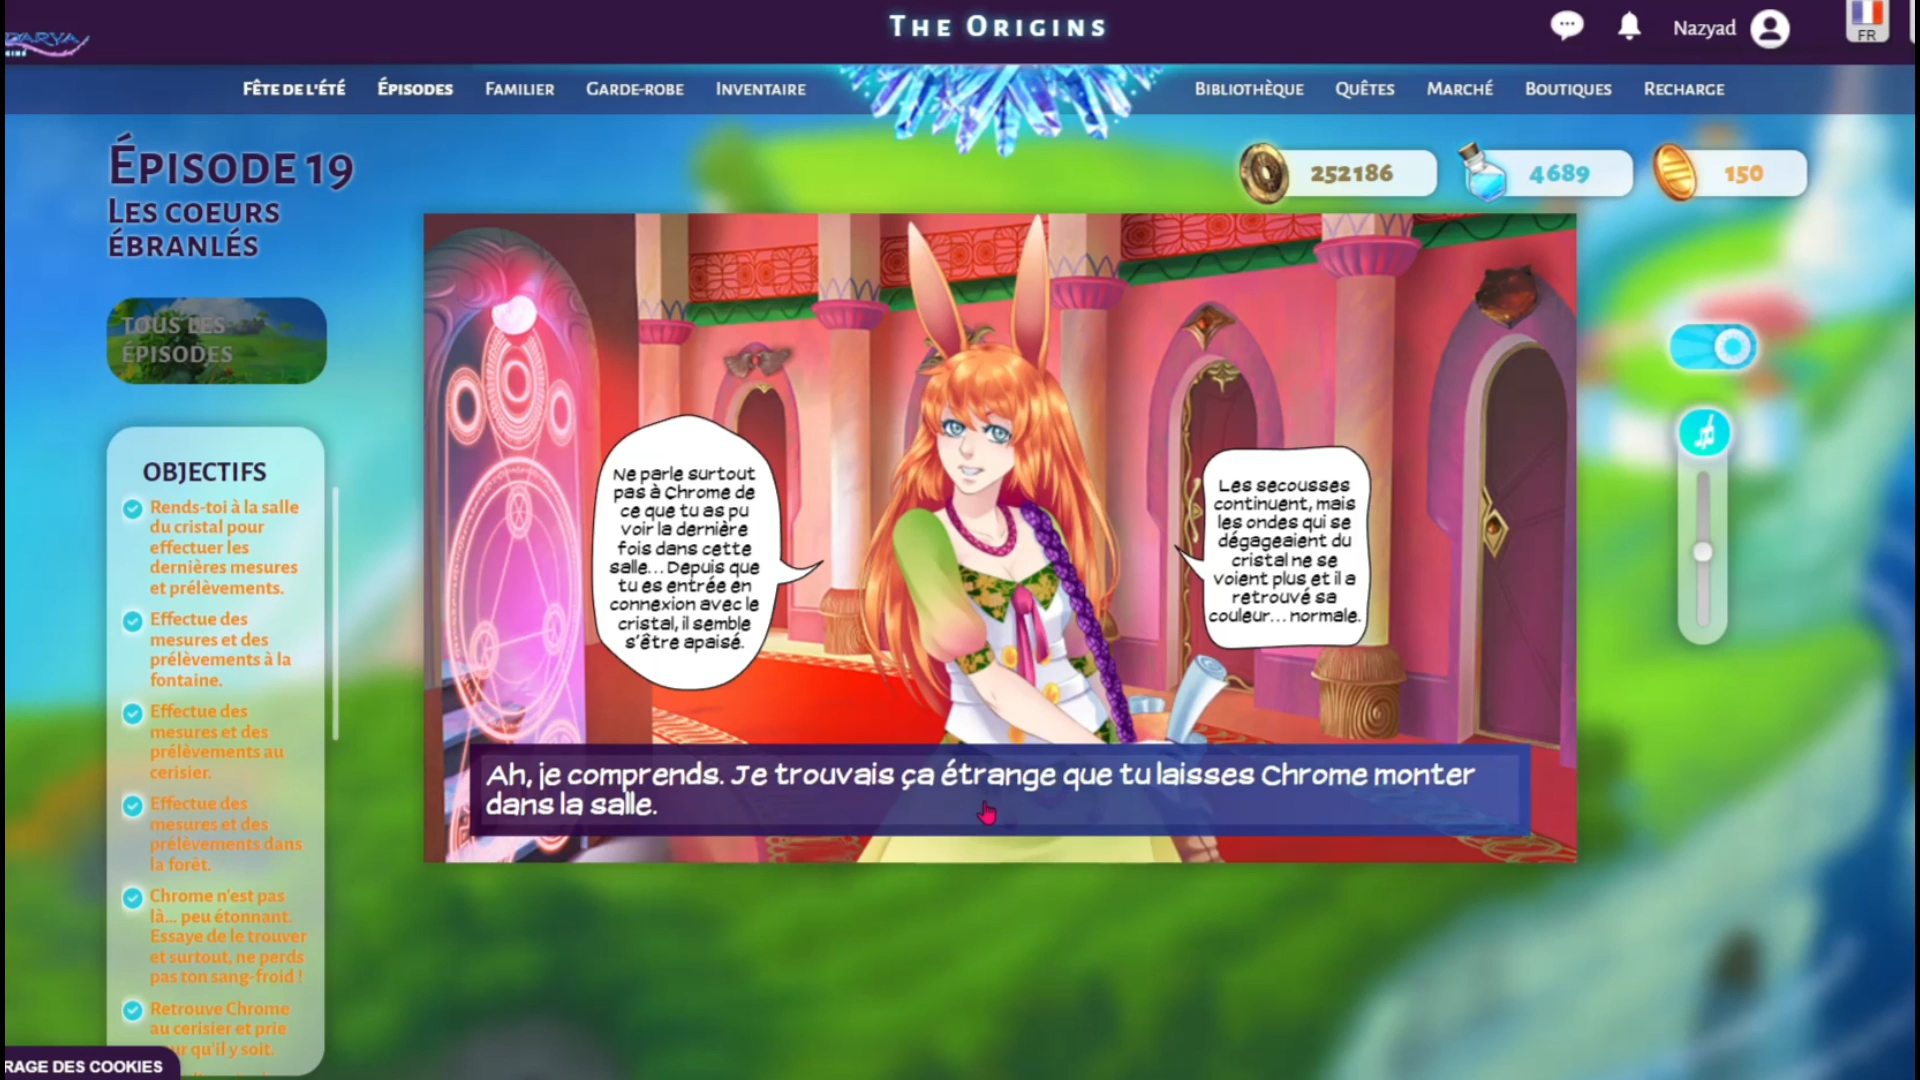 THE ORIGINS
DARYA
Nazyad
FR
FÊTE DE L'ÉTÉ
ÉPISODES
FAMILIER
GARDE-ROBE
INVENTAIRE
BIBLIOTHÈQUE
QUÊTES
MARCHÉ
BOUTIQUES
RECHARGE
ÉPISODE 19
LES COEURS
ÉBRANLÉS
252186
4689
150
TOUS LES
ÉPISODES
OBJECTIFS
Rends-toi à la salle
du cristal pour
effectuer les
dernières mesures
et prélèvements.
Effectue des
mesures et des
prélèvements à la
fontaine.
Effectue des
mesures et des
prélèvements au
cerisier.
Effectue des
mesures et des
prélèvements dans
la forêt.
Chrome n'est pas
là... peu étonnant.
Essaye de le trouver
et surtout, ne perds
pas ton sang-froid !
Retrouve Chrome
au cerisier et prie
qu'il y soit.
Ne parle surtout
pas à Chrome de
ce que tu as pu
voir la dernière
fois dans cette
salle... Depuis que
tu es entrée en
connexion avec le
cristal, il semble
s'être apaisé.
Les secousses
continuent, mais
les ondes qui se
dégageaient du
cristal ne se
voient plus et il a
retrouvé sa
couleur... normale.
Ah, je comprends. Je trouvais ça étrange que tu laisses Chrome monter
dans la salle.
RAGE DES COOKIES